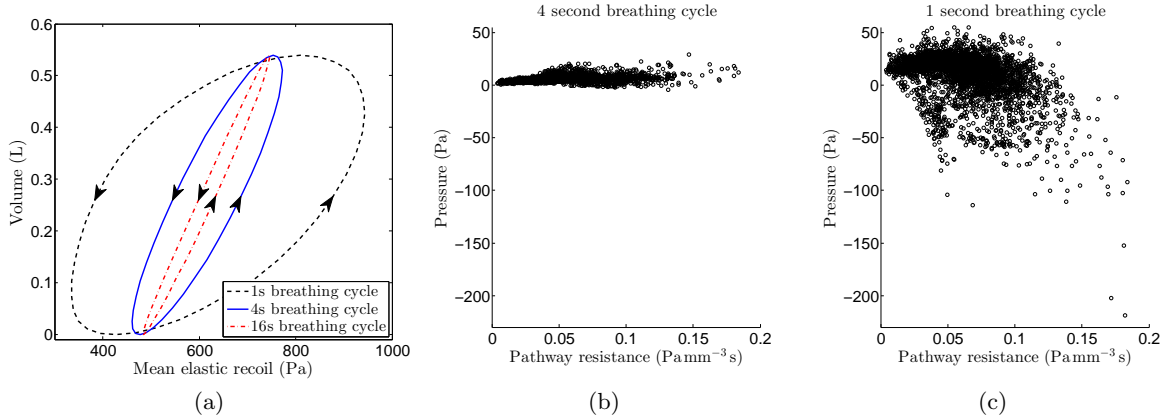 0.6
0.5
0.4
0.3
0.2
0.1
0
Volume (L)
400 600 800 1000
Mean elastic recoil (Pa)
1s breathing cycle
4s breathing cycle
16s breathing cycle
(a)
4 second breathing cycle
50
0
−50
−100
−150
−200
Pressure (Pa)
0 0.05 0.1 0.15 0.2
Pathway resistance (Pa mm⁻³ s)
(b)
1 second breathing cycle
50
0
−50
−100
−150
−200
Pressure (Pa)
0 0.05 0.1 0.15 0.2
Pathway resistance (Pa mm⁻³ s)
(c)